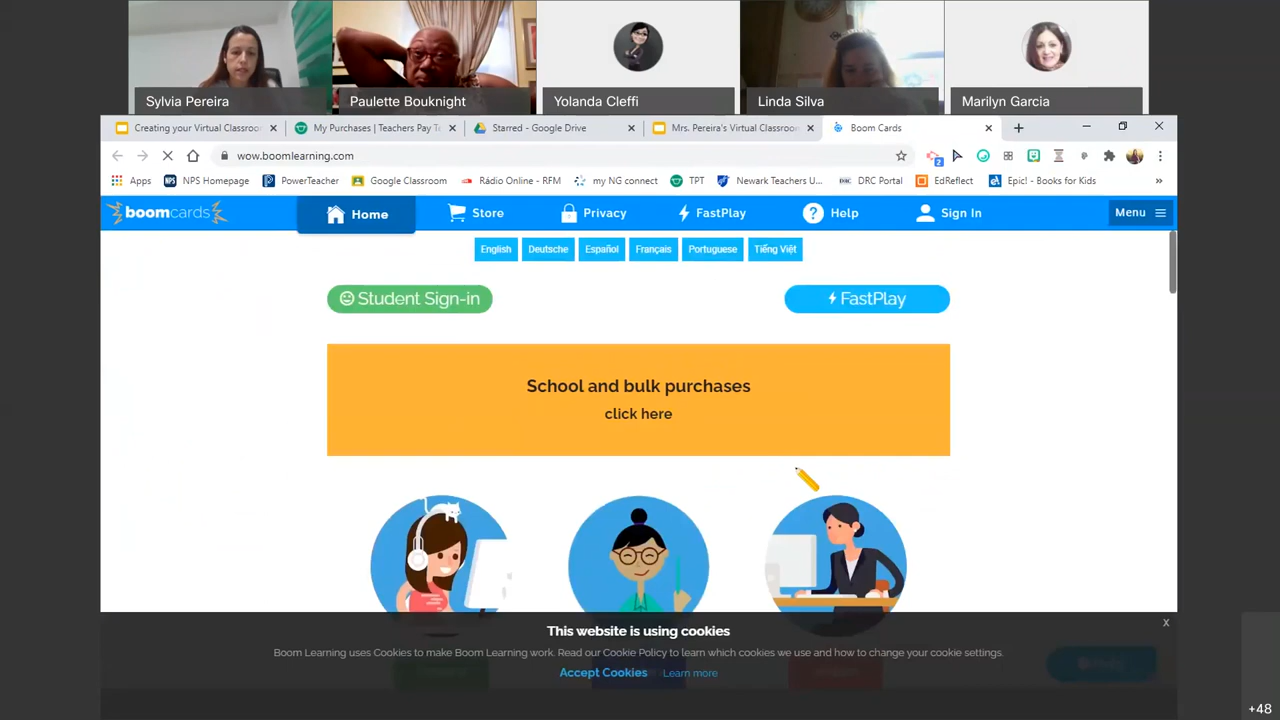 Sylvia Pereira
Paulette Bouknight
Yolanda Cleffi
Linda Silva
Marilyn Garcia
Creating your Virtual Classroo
My Purchases | Teachers Pay Te
Starred - Google Drive
Mrs. Pereira's Virtual Classroom
Boom Cards
wow.boomlearning.com
2
Apps
NPS Homepage
PowerTeacher
Google Classroom
Rádio Online - RFM
my NG connect
TPT
Newark Teachers U...
DRC Portal
EdReflect
Epic! - Books for Kids
»
boomcards
Home
Store
Privacy
FastPlay
Help
Sign In
Menu
English
Deutsche
Español
Français
Portuguese
Tiếng Việt
Student Sign-in
FastPlay
School and bulk purchases
click here
This website is using cookies
x
Boom Learning uses Cookies to make Boom Learning work. Read our Cookie Policy to learn which cookies we use and how to change your cookie settings.
Accept Cookies
Learn more
+48